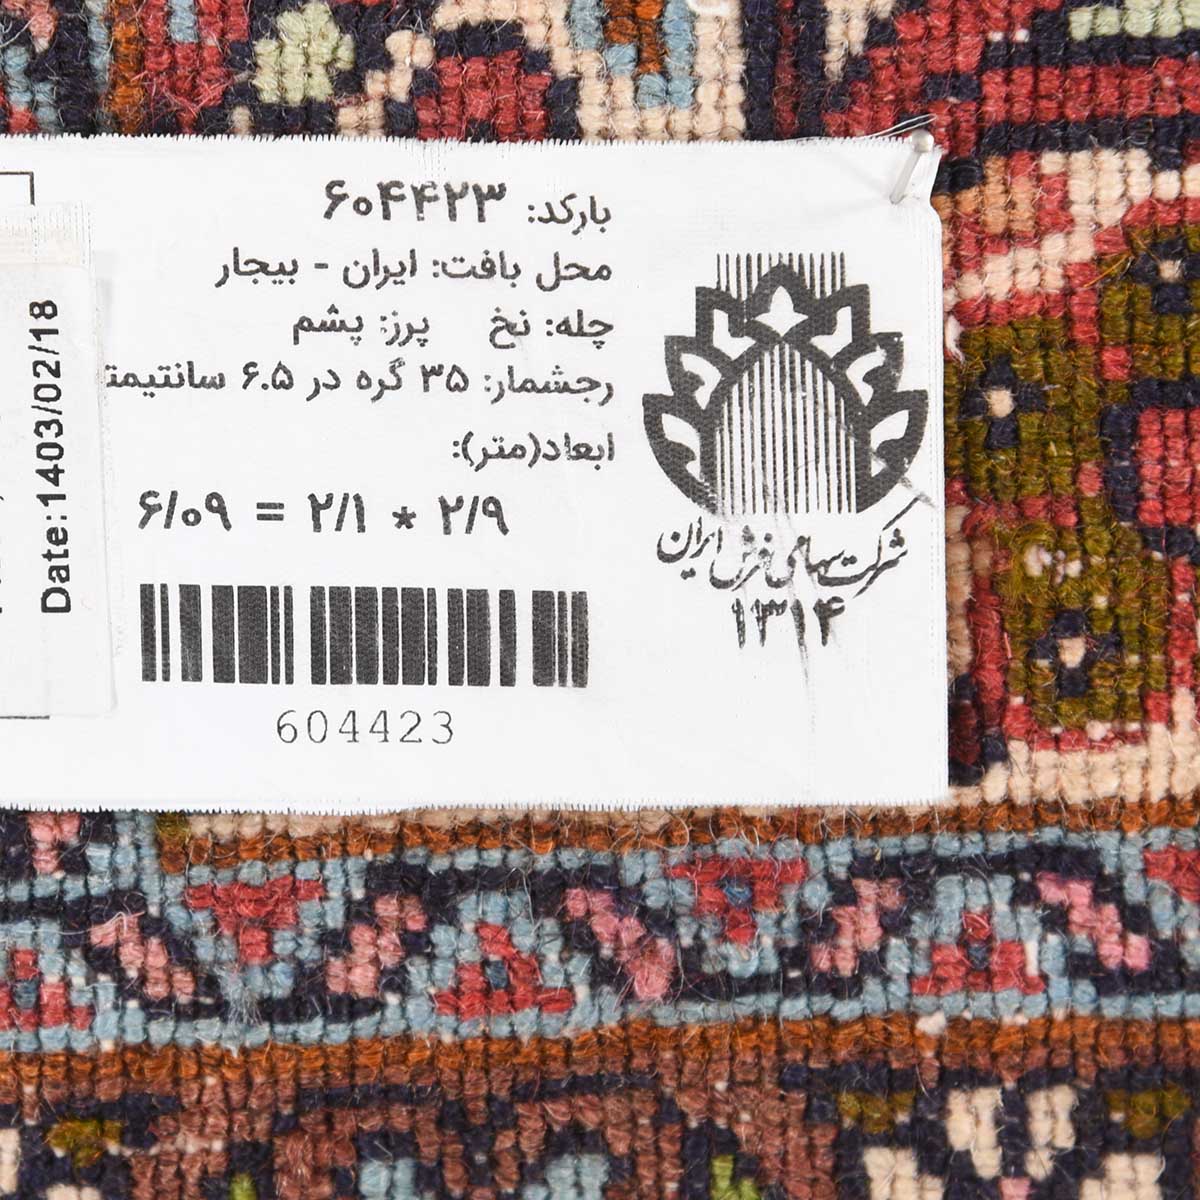 بارکد: ۶۰۴۴۲۳
محل بافت: ایران - بیجار
چله: نخ پرز: پشم
رجشمار: ۳۵ گره در ۶.۵ سانتیمت
ابعاد(متر):
۶/۰۹ = ۲/۱ * ۲/۹
604423
شرکت سهامی فرش ایران
۱۳۱۴
Date:1403/02/18